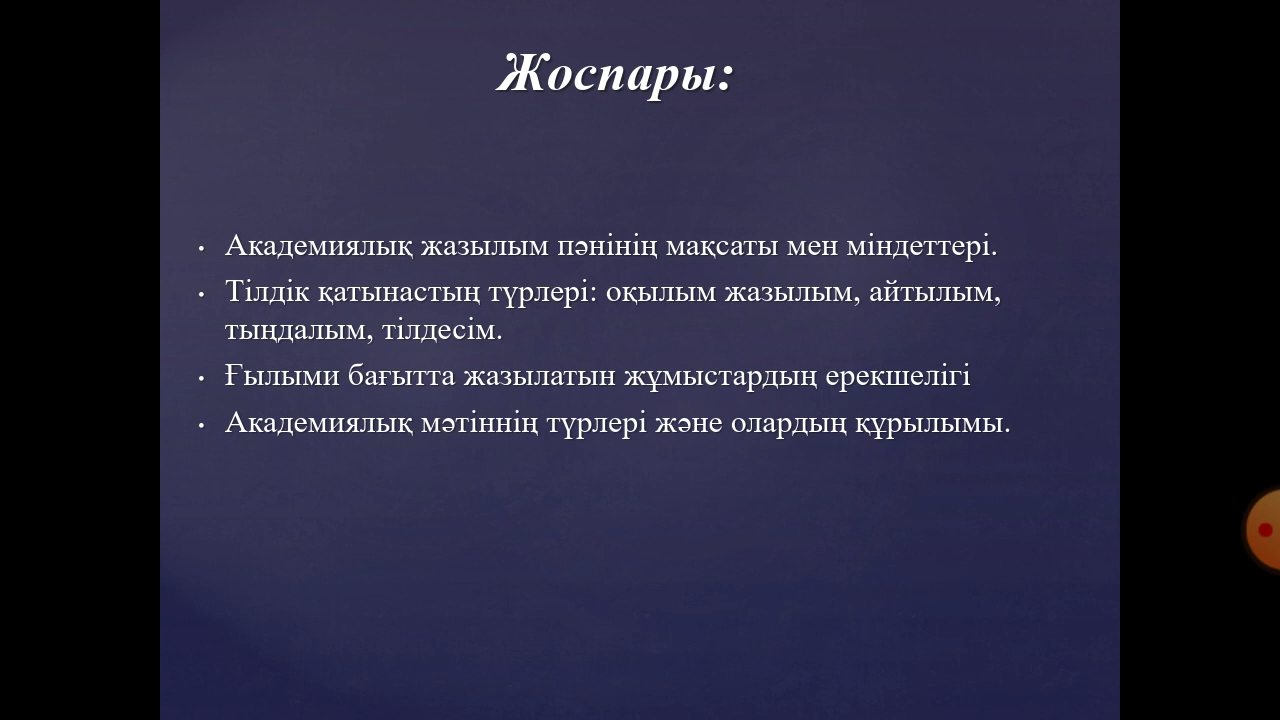 Жоспары:
• Академиялық жазылым пәнінің мақсаты мен міндеттері.
• Тілдік қатынастың түрлері: оқылым жазылым, айтылым,
тыңдалым, тілдесім.
• Ғылыми бағытта жазылатын жұмыстардың ерекшелігі
• Академиялық мәтіннің түрлері және олардың құрылымы.